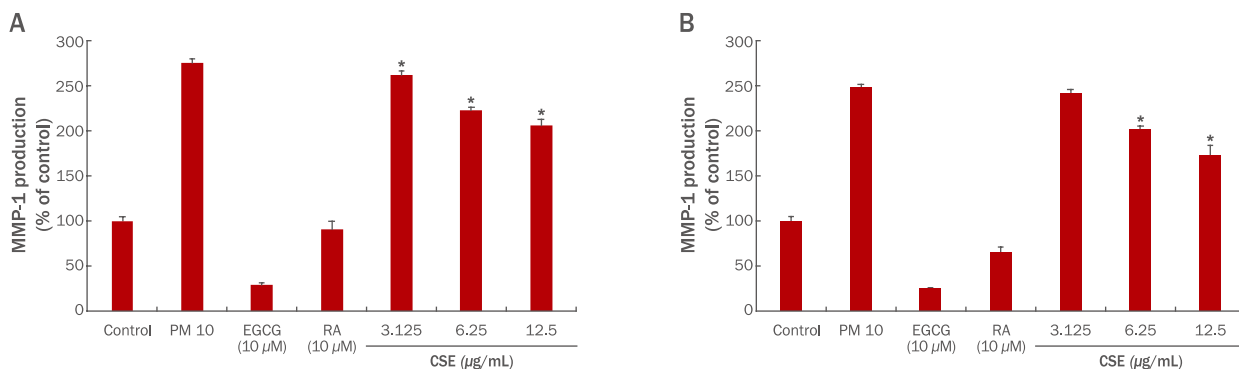 A
MMP-1 production
(% of control)
300
250
200
150
100
50
0
*
*
*
Control PM 10 EGCG RA 3.125 6.25 12.5
(10 µM) (10 µM)
CSE (µg/mL)
B
MMP-1 production
(% of control)
300
250
200
150
100
50
0
*
*
Control PM 10 EGCG RA 3.125 6.25 12.5
(10 µM) (10 µM)
CSE (µg/mL)